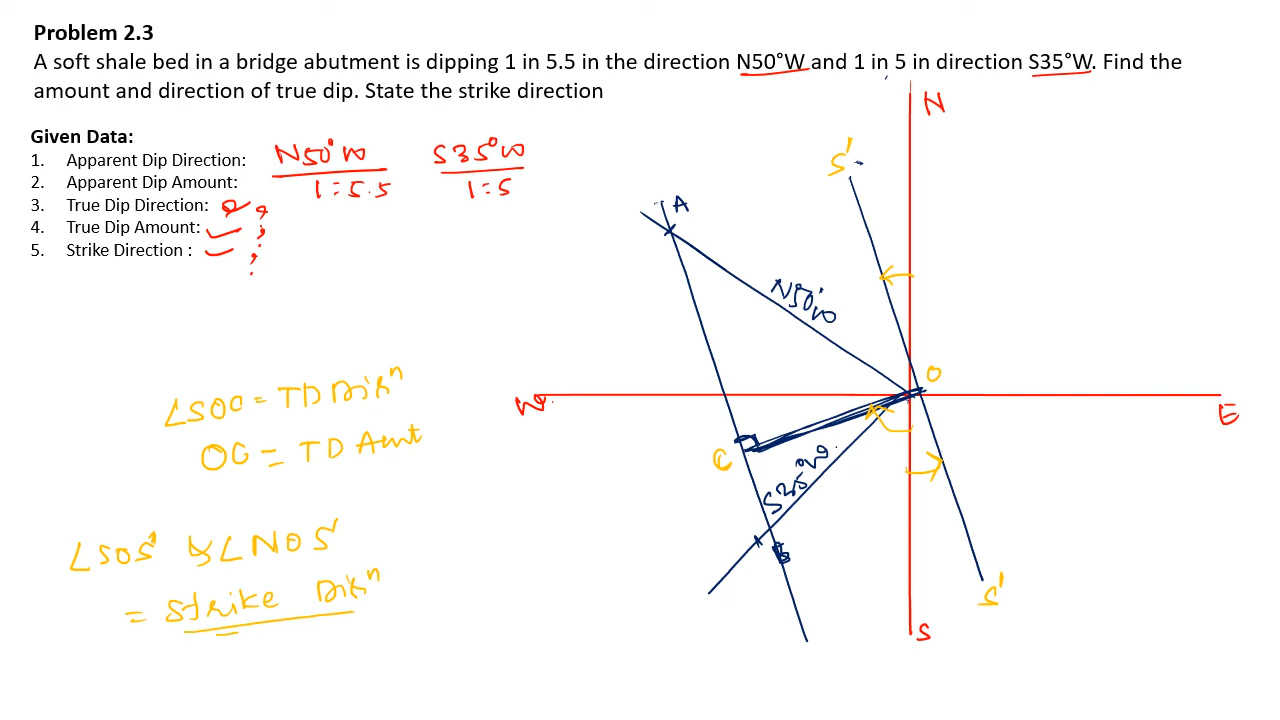 Problem 2.3
A soft shale bed in a bridge abutment is dipping 1 in 5.5 in the direction N50°W and 1 in 5 in direction S35°W. Find the
amount and direction of true dip. State the strike direction
Given Data:
1. Apparent Dip Direction: N50°W S35°W
2. Apparent Dip Amount: 1:5.5 1:5
3. True Dip Direction: ?
4. True Dip Amount: ?
5. Strike Direction : ?
N
S'
A
N50°W
O
W
E
∠SOC = TD Dirⁿ
OC = TD Amt
C
S35°W
B
∠SOS' & ∠NOS'
= Strike Dirⁿ
S'
S